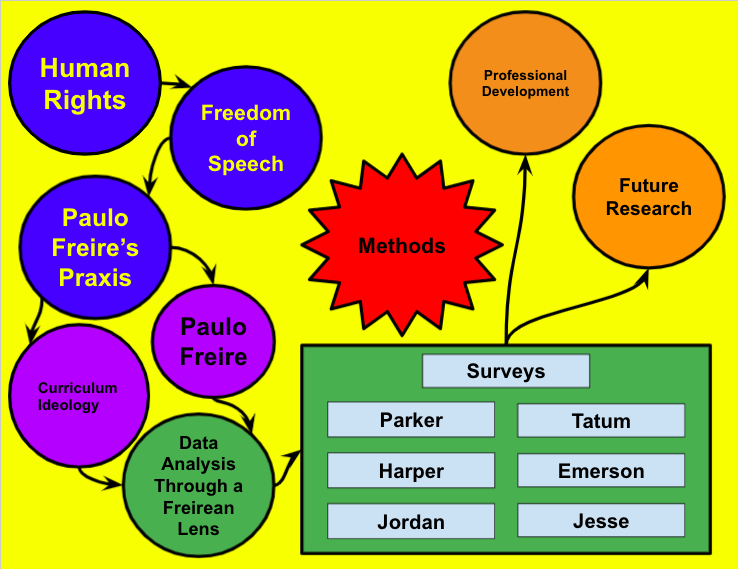 Human
Rights
Freedom
of
Speech
Paulo
Freire’s
Praxis
Paulo
Freire
Curriculum
Ideology
Data
Analysis
Through a
Freirean
Lens
Methods
Professional
Development
Future
Research
Surveys
Parker
Tatum
Harper
Emerson
Jordan
Jesse